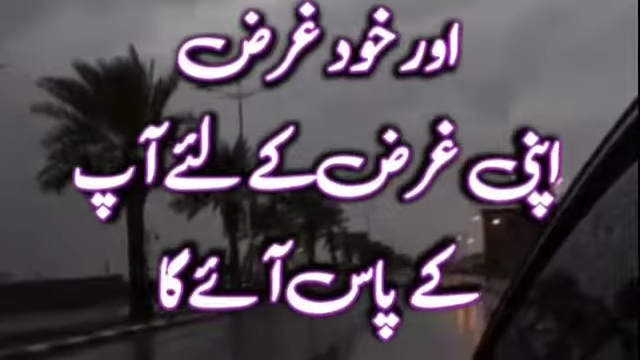 اور خود غرض
اپنی غرض کے لئے آپ
کے پاس آئے گا